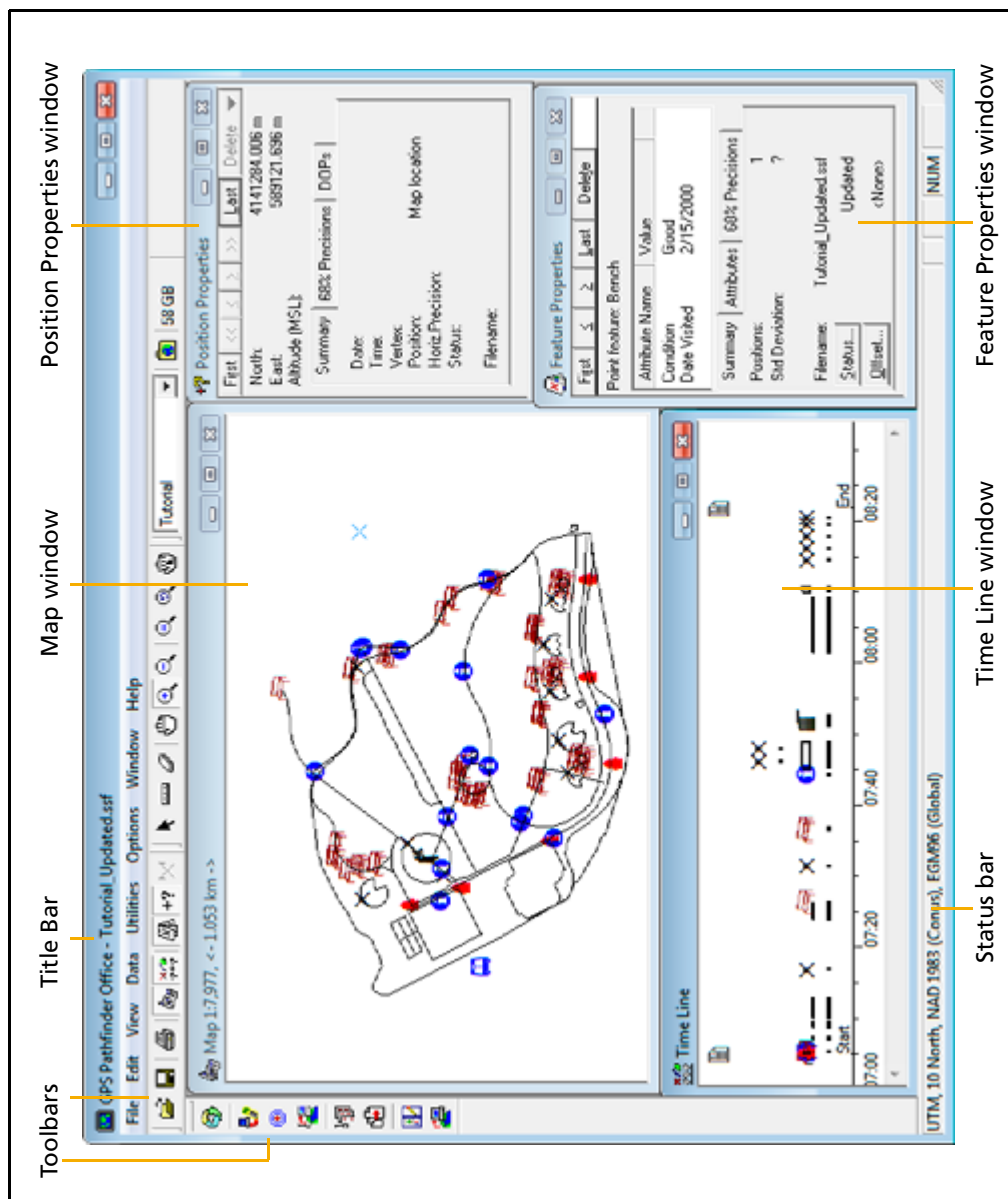 Toolbars
Title Bar
Map window
Position Properties window
GPS Pathfinder Office - Tutorial_Updated.ssf
File Edit View Data Utilities Options Window Help
Tutorial
58 GB
Map 1:7,977, <- 1.053 km ->
Position Properties
First << < > >> Last Delete
North: 4141284.006 m
East: 589121.696 m
Altitude (MSL):
Summary 68% Precisions DOPs
Date:
Time:
Vertex:
Position: Map location
Horiz.Precision:
Status:
Filename:
Feature Properties
First < > Last Delete
Point feature: Bench
Attribute Name Value
Condition Good
Date Visited 2/15/2000
Summary Attributes 68% Precisions
Positions: 1
Std Deviation: ?
Filename: Tutorial_Updated.ssf
Status... Updated
Offset... <None>
Time Line
Start End
07:00 07:20 07:40 08:00 08:20
UTM, 10 North, NAD 1983 (Conus), EGM96 (Global)
NUM
Status bar
Time Line window
Feature Properties window